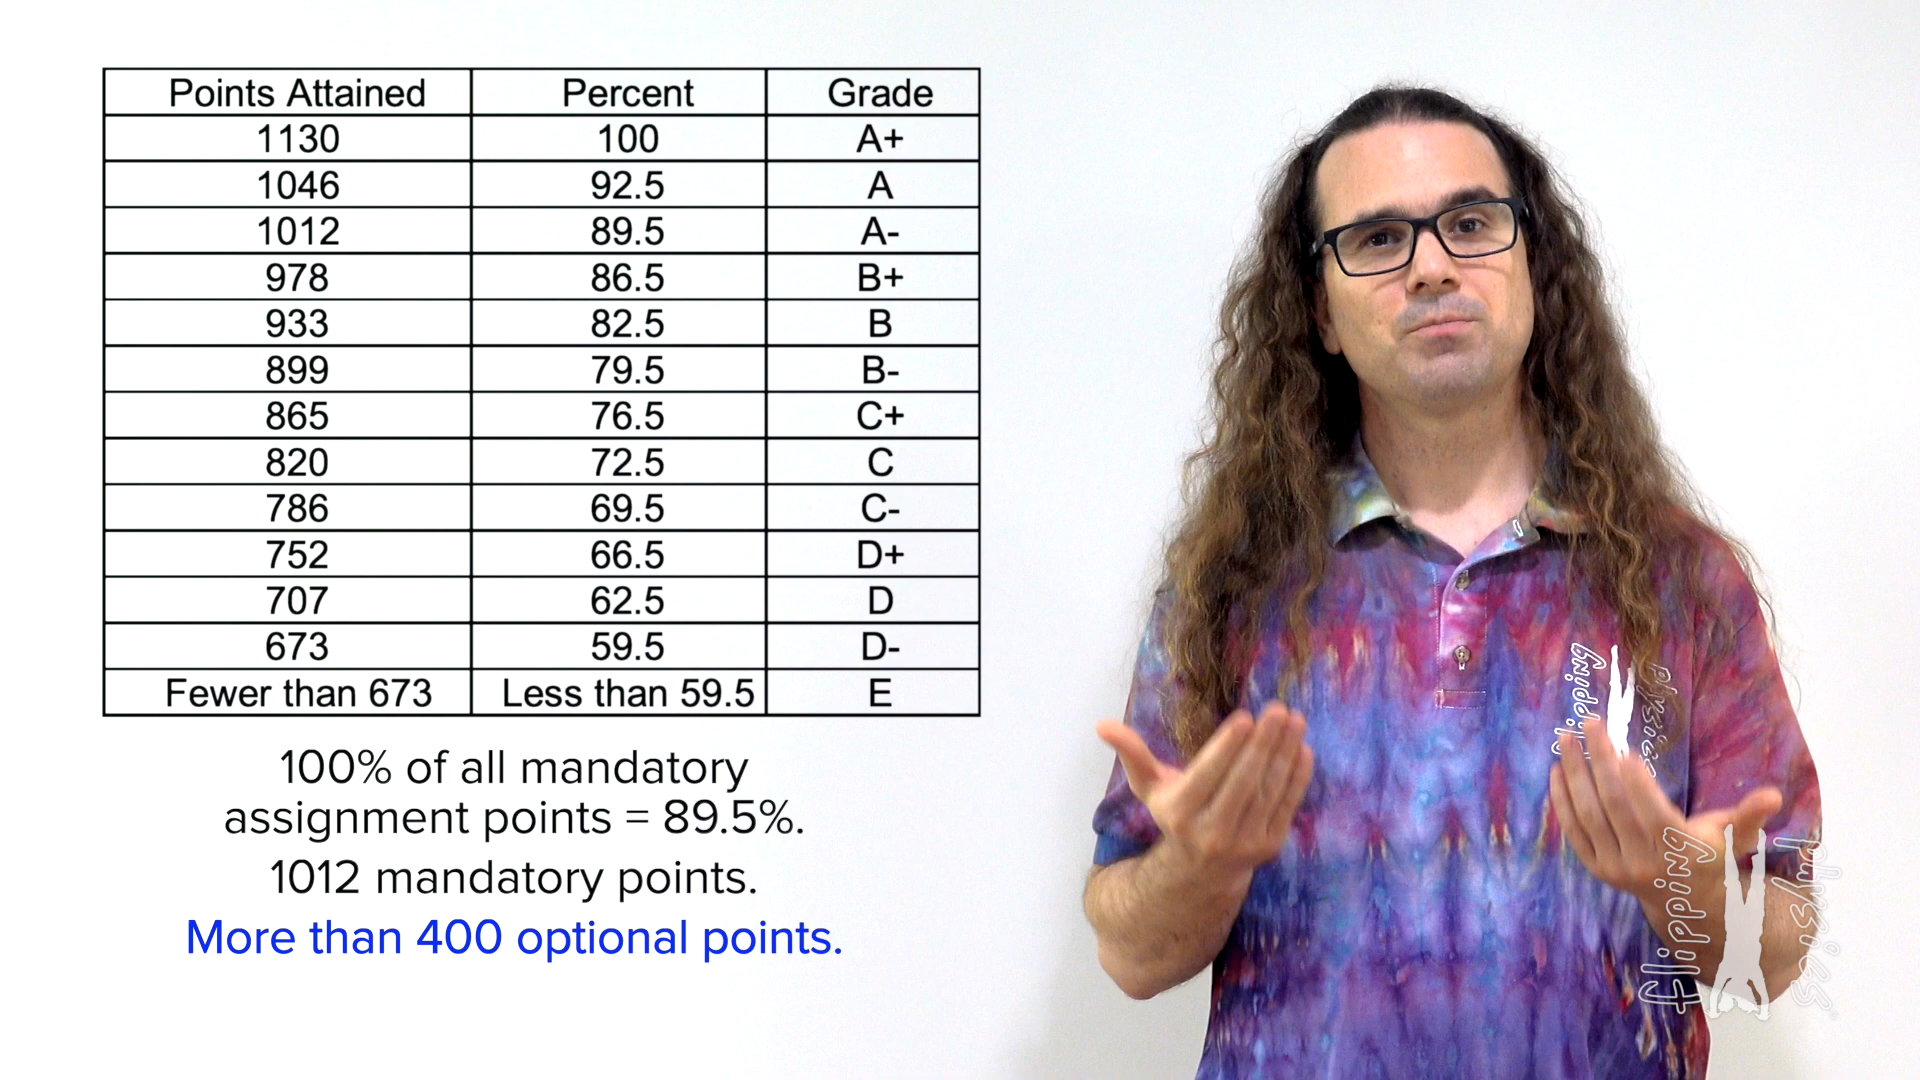 Points Attained Percent Grade
1130 100 A+
1046 92.5 A
1012 89.5 A-
978 86.5 B+
933 82.5 B
899 79.5 B-
865 76.5 C+
820 72.5 C
786 69.5 C-
752 66.5 D+
707 62.5 D
673 59.5 D-
Fewer than 673 Less than 59.5 E
100% of all mandatory
assignment points = 89.5%.
1012 mandatory points.
More than 400 optional points.
flipping
physics
flipping
physics